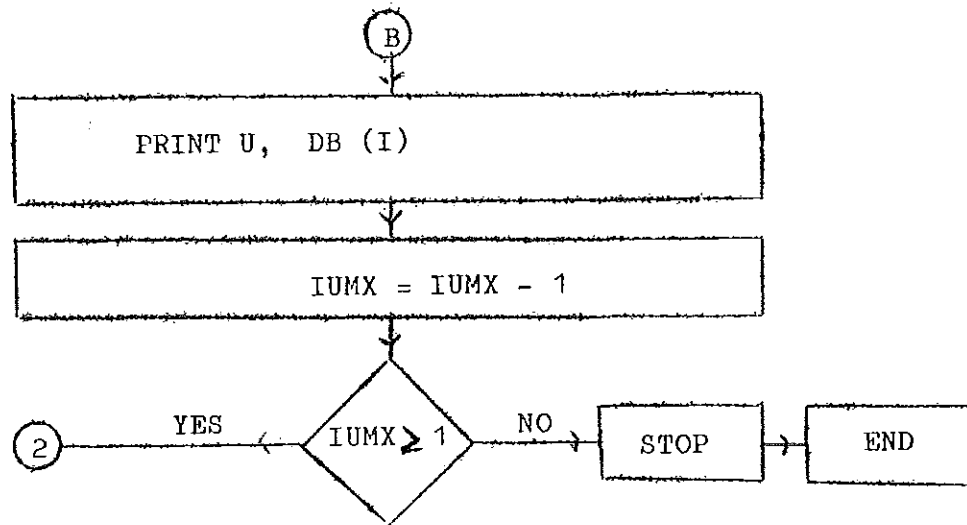 B
PRINT U, DB (I)
IUMX = IUMX - 1
YES
NO
2
IUMX ≥ 1
STOP
END